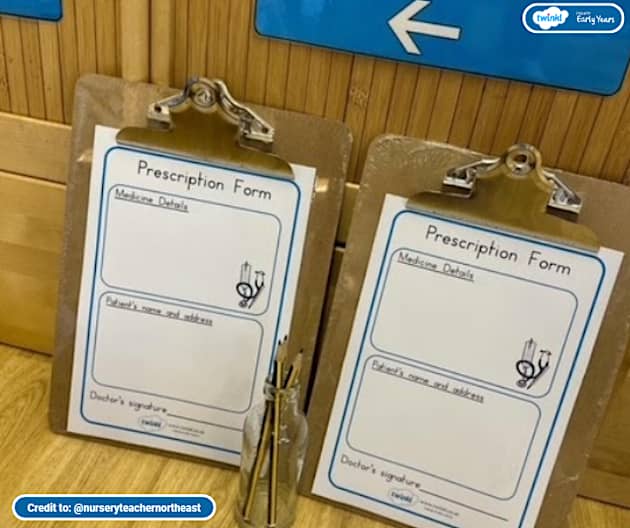 twinkl
Early Years
Prescription Form
Medicine Details
Patient's name and address
Doctor's signature
twinkl
Prescription Form
Medicine Details
Patient's name and address
Doctor's signature
twinkl
Credit to: @nurseryteachernortheast